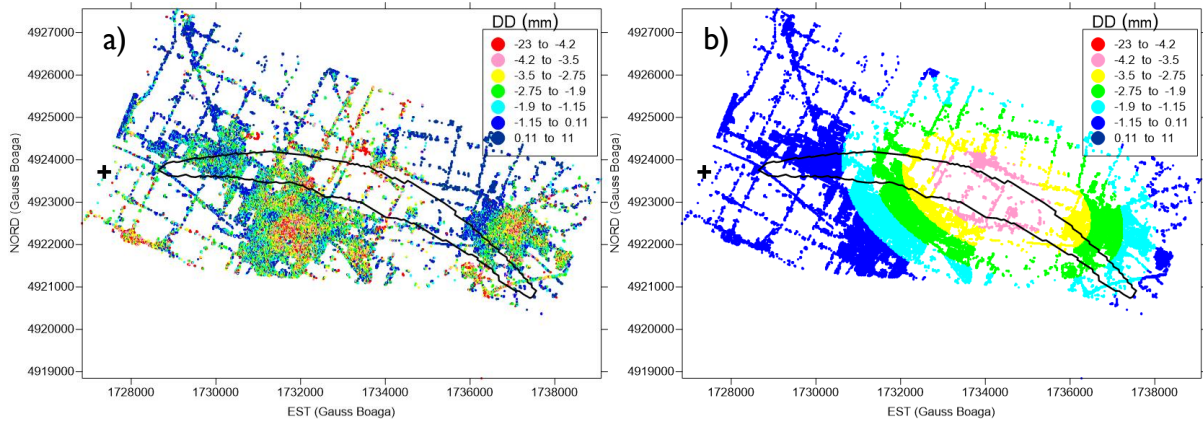 a)
DD (mm)
-23 to -4.2
-4.2 to -3.5
-3.5 to -2.75
-2.75 to -1.9
-1.9 to -1.15
-1.15 to 0.11
0.11 to 11
4927000
4926000
4925000
4924000
4923000
4922000
4921000
4920000
4919000
NORD (Gauss Boaga)
1728000 1730000 1732000 1734000 1736000 1738000
EST (Gauss Boaga)
b)
DD (mm)
-23 to -4.2
-4.2 to -3.5
-3.5 to -2.75
-2.75 to -1.9
-1.9 to -1.15
-1.15 to 0.11
0.11 to 11
4927000
4926000
4925000
4924000
4923000
4922000
4921000
4920000
4919000
NORD (Gauss Boaga)
1728000 1730000 1732000 1734000 1736000 1738000
EST (Gauss Boaga)